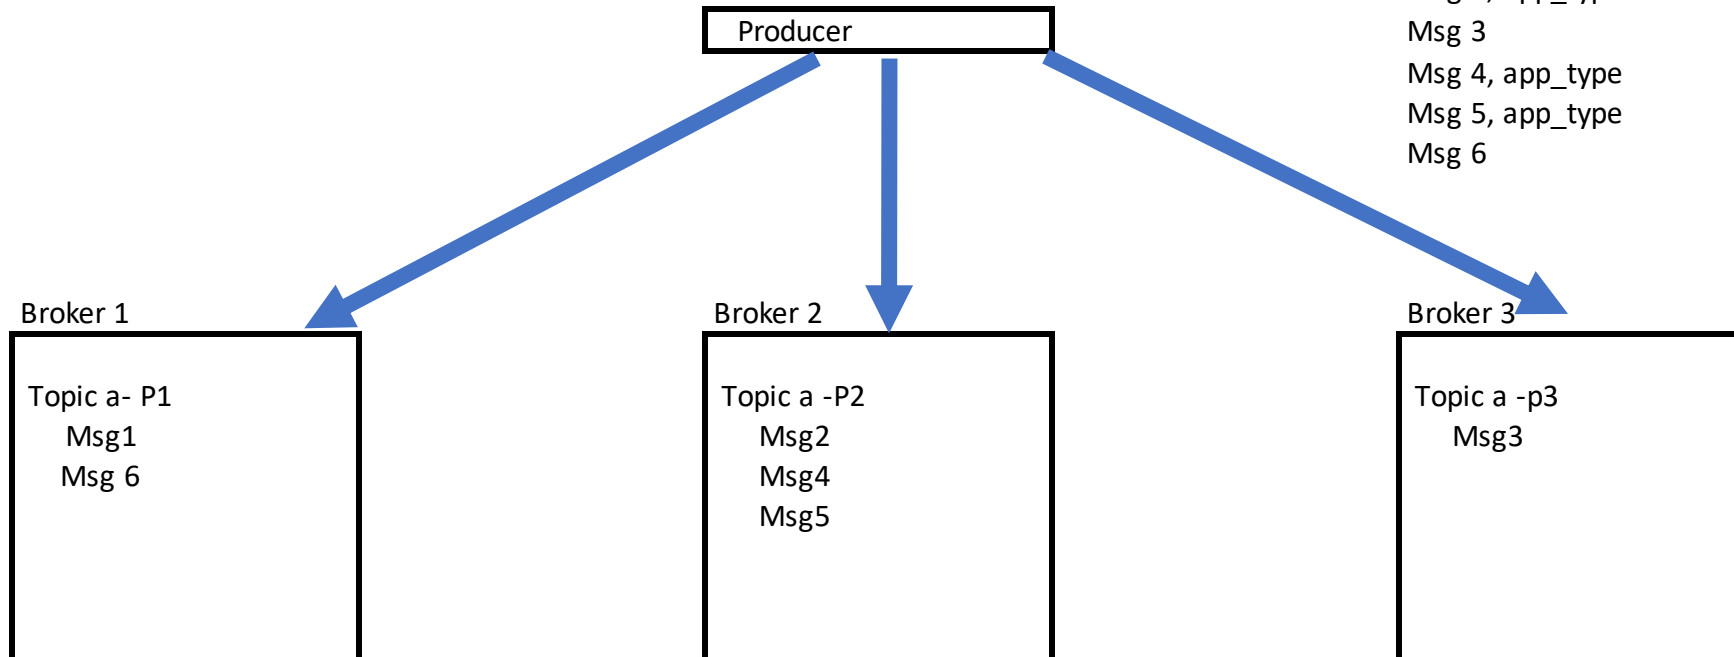 Producer
Msg 3
Msg 4, app_type
Msg 5, app_type
Msg 6
Broker 1
Topic a- P1
Msg1
Msg 6
Broker 2
Topic a -P2
Msg2
Msg4
Msg5
Broker 3
Topic a -p3
Msg3